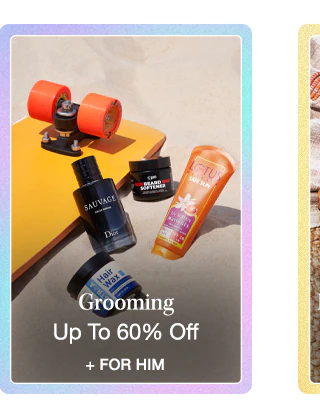 SAUVAGE
Dior
BEARD
SOFTENER
LOTUS
Hair
Wax
Grooming
Up To 60% Off
+ FOR HIM